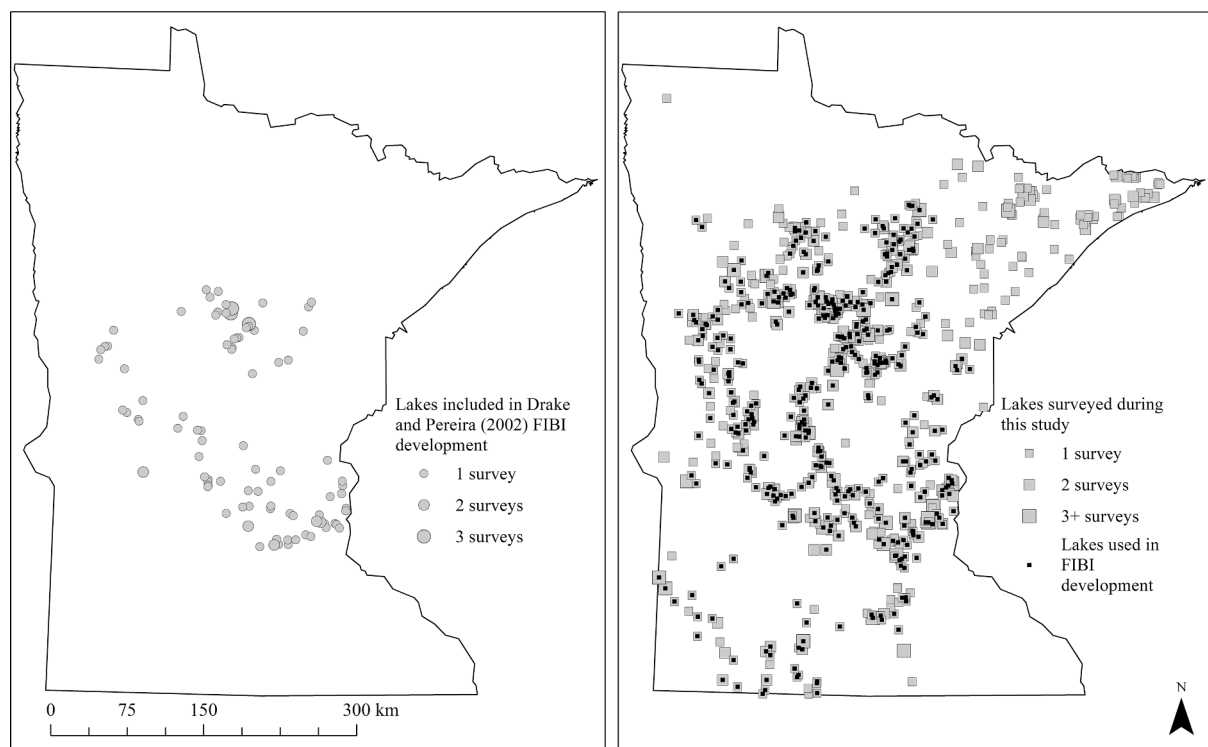 Lakes included in Drake
and Pereira (2002) FIBI
development
1 survey
2 surveys
3 surveys
0 75 150 300 km
Lakes surveyed during
this study
1 survey
2 surveys
3+ surveys
Lakes used in
FIBI
development
N